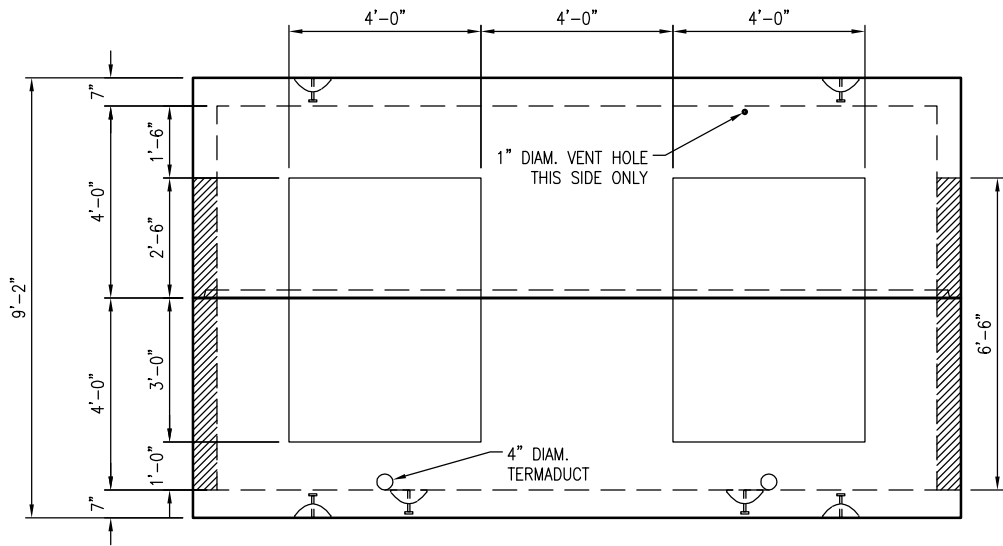 4'-0" 4'-0" 4'-0"
7"
1'-6"
4'-0"
2'-6"
9'-2"
1" DIAM. VENT HOLE
THIS SIDE ONLY
3'-0"
4'-0"
6'-6"
1'-0"
7"
4" DIAM.
TERMADUCT